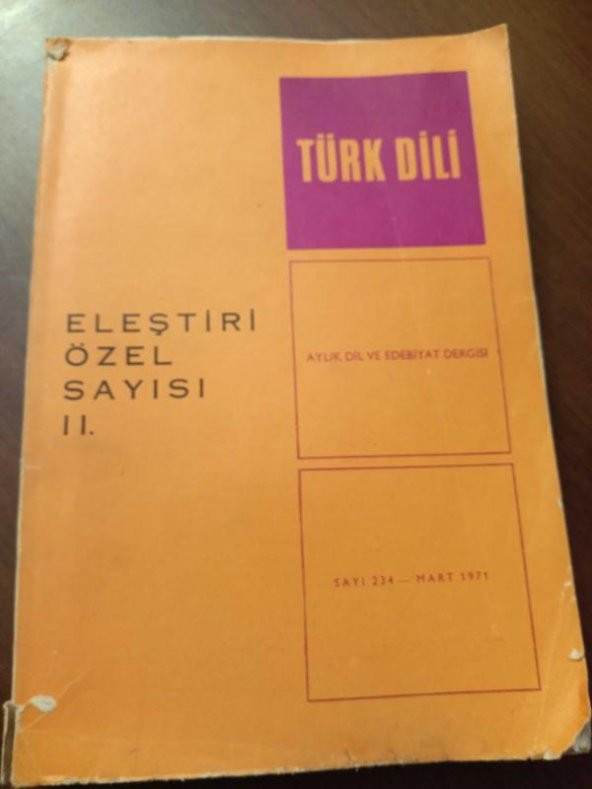 TÜRK DİLİ
AYLIK DİL VE EDEBİYAT DERGİSİ
ELEŞTİRİ
ÖZEL
SAYISI
II.
SAYI 234 — MART 1971